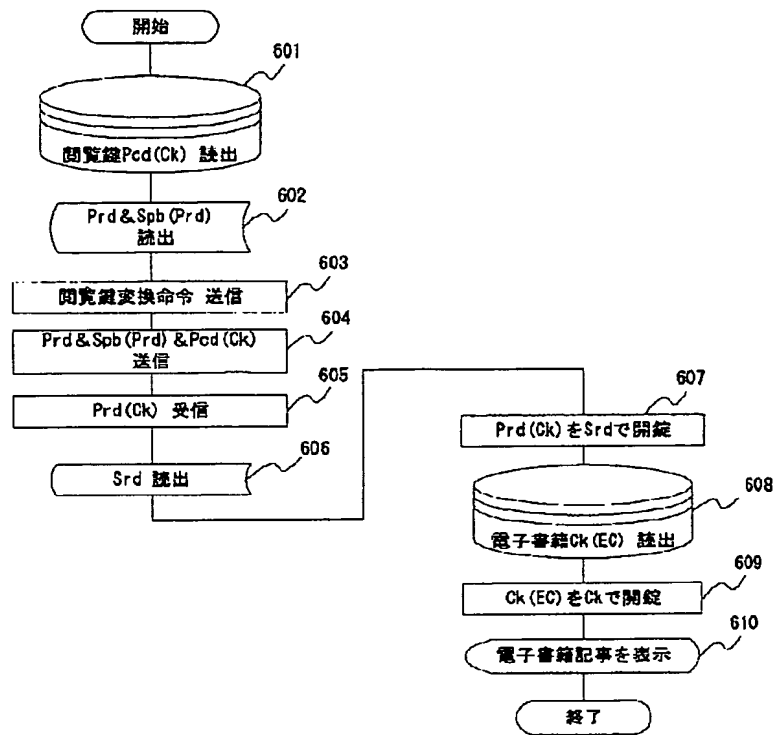 開始
601
閲覧鍵Pcd(Ck) 読出
602
Prd&Spb(Prd)
読出
603
閲覧鍵変換命令 送信
604
Prd&Spb(Prd)&Pcd(Ck)
送信
605
Prd(Ck) 受信
606
Srd 読出
607
Prd(Ck)をSrdで開錠
608
電子書籍Ck(EC) 読出
609
Ck(EC)をCkで開錠
610
電子書籍記事を表示
終了